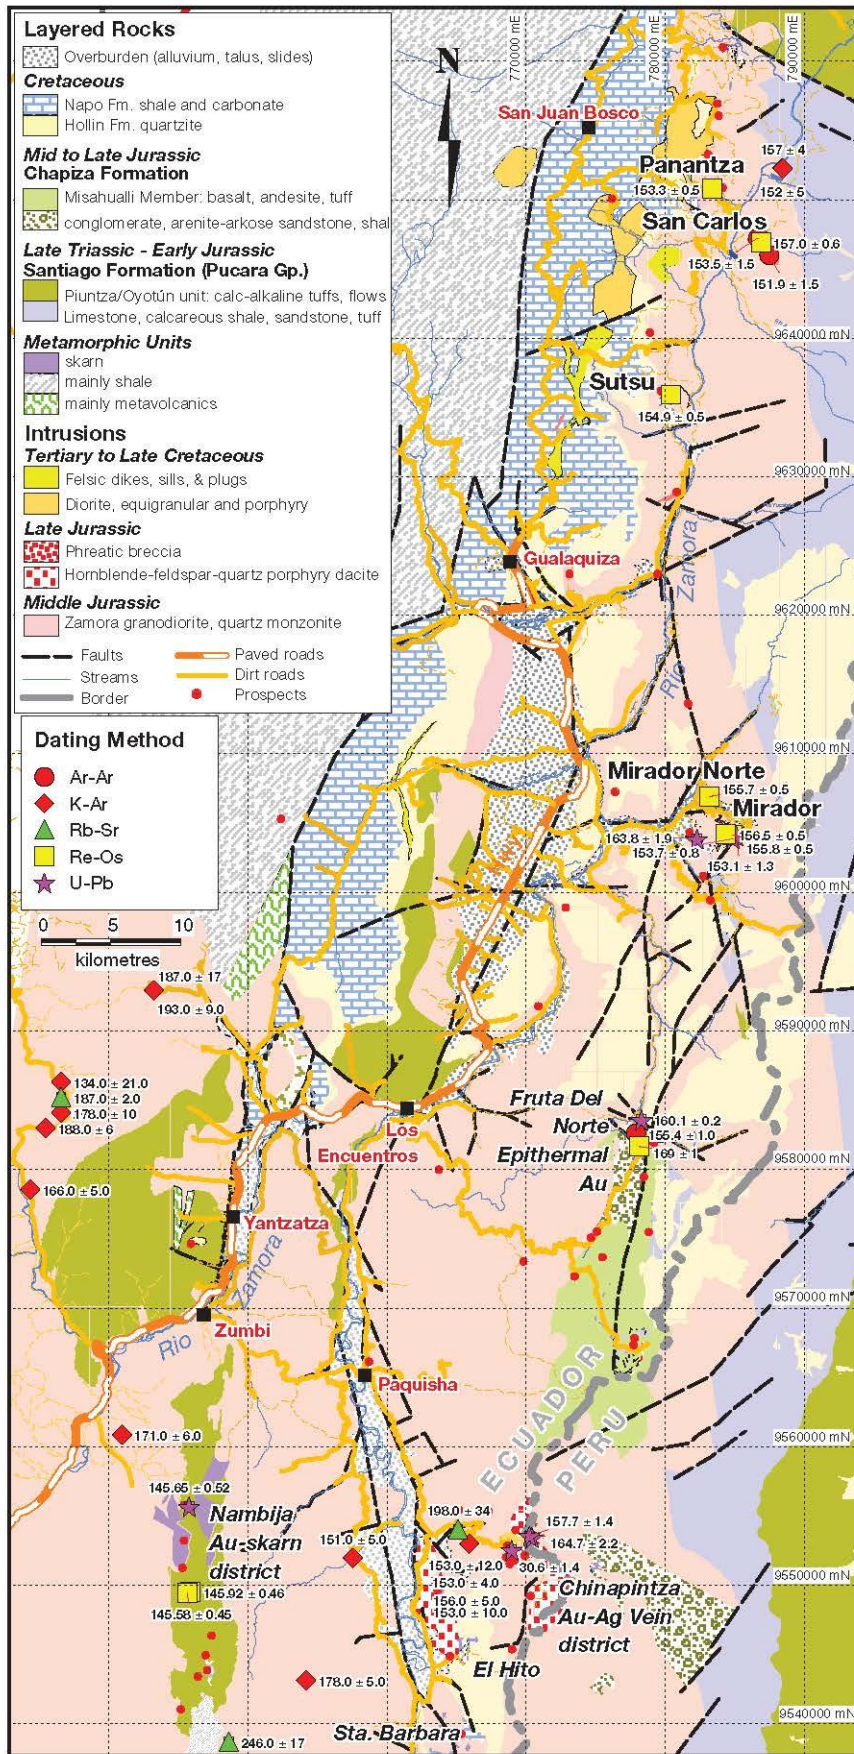 Layered Rocks
Overburden (alluvium, talus, slides)
Cretaceous
Napo Fm. shale and carbonate
Hollin Fm. quartzite
Mid to Late Jurassic
Chapiza Formation
Misahualli Member: basalt, andesite, tuff
conglomerate, arenite-arkose sandstone, shal
Late Triassic - Early Jurassic
Santiago Formation (Pucara Gp.)
Piuntza/Oyotún unit: calc-alkaline tuffs, flows
Limestone, calcareous shale, sandstone, tuff
Metamorphic Units
skarn
mainly shale
mainly metavolcanics
Intrusions
Tertiary to Late Cretaceous
Felsic dikes, sills, & plugs
Diorite, equigranular and porphyry
Late Jurassic
Phreatic breccia
Hornblende-feldspar-quartz porphyry dacite
Middle Jurassic
Zamora granodiorite, quartz monzonite
Faults
Paved roads
Streams
Dirt roads
Border
Prospects
Dating Method
Ar-Ar
K-Ar
Rb-Sr
Re-Os
U-Pb
0 5 10
kilometres
N
770000 mE
780000 mE
790000 mE
San Juan Bosco
Panantza
157 ± 4
153.3 ± 0.5
152 ± 5
San Carlos
157.0 ± 0.6
153.5 ± 1.5
151.9 ± 1.5
9640000 mN
Sutsu
154.9 ± 0.5
9630000 mN
Gualaquiza
Rio Zamora
9620000 mN
9610000 mN
Mirador Norte
155.7 ± 0.5
Mirador
163.8 ± 1.9
156.5 ± 0.5
153.7 ± 0.8
155.8 ± 0.5
153.1 ± 1.3
9600000 mN
187.0 ± 17
193.0 ± 9.0
9590000 mN
134.0 ± 21.0
187.0 ± 2.0
178.0 ± 10
188.0 ± 6
Los
Encuentros
Fruta Del
Norte
Epithermal
Au
160.1 ± 0.2
155.4 ± 1.0
169 ± 1
9580000 mN
166.0 ± 5.0
Yantzatza
Rio Zamora
Zumbi
9570000 mN
Paquisha
ECUADOR
PERU
171.0 ± 6.0
9560000 mN
145.65 ± 0.52
Nambija
Au-skarn
district
145.92 ± 0.46
145.58 ± 0.45
151.0 ± 5.0
198.0 ± 34
157.7 ± 1.4
164.7 ± 2.2
153.0 ± 12.0
30.6 ± 1.4
153.0 ± 4.0
156.0 ± 5.0
153.0 ± 10.0
9550000 mN
Chinapintza
Au-Ag Vein
district
El Hito
178.0 ± 5.0
Sta. Barbara
9540000 mN
246.0 ± 17